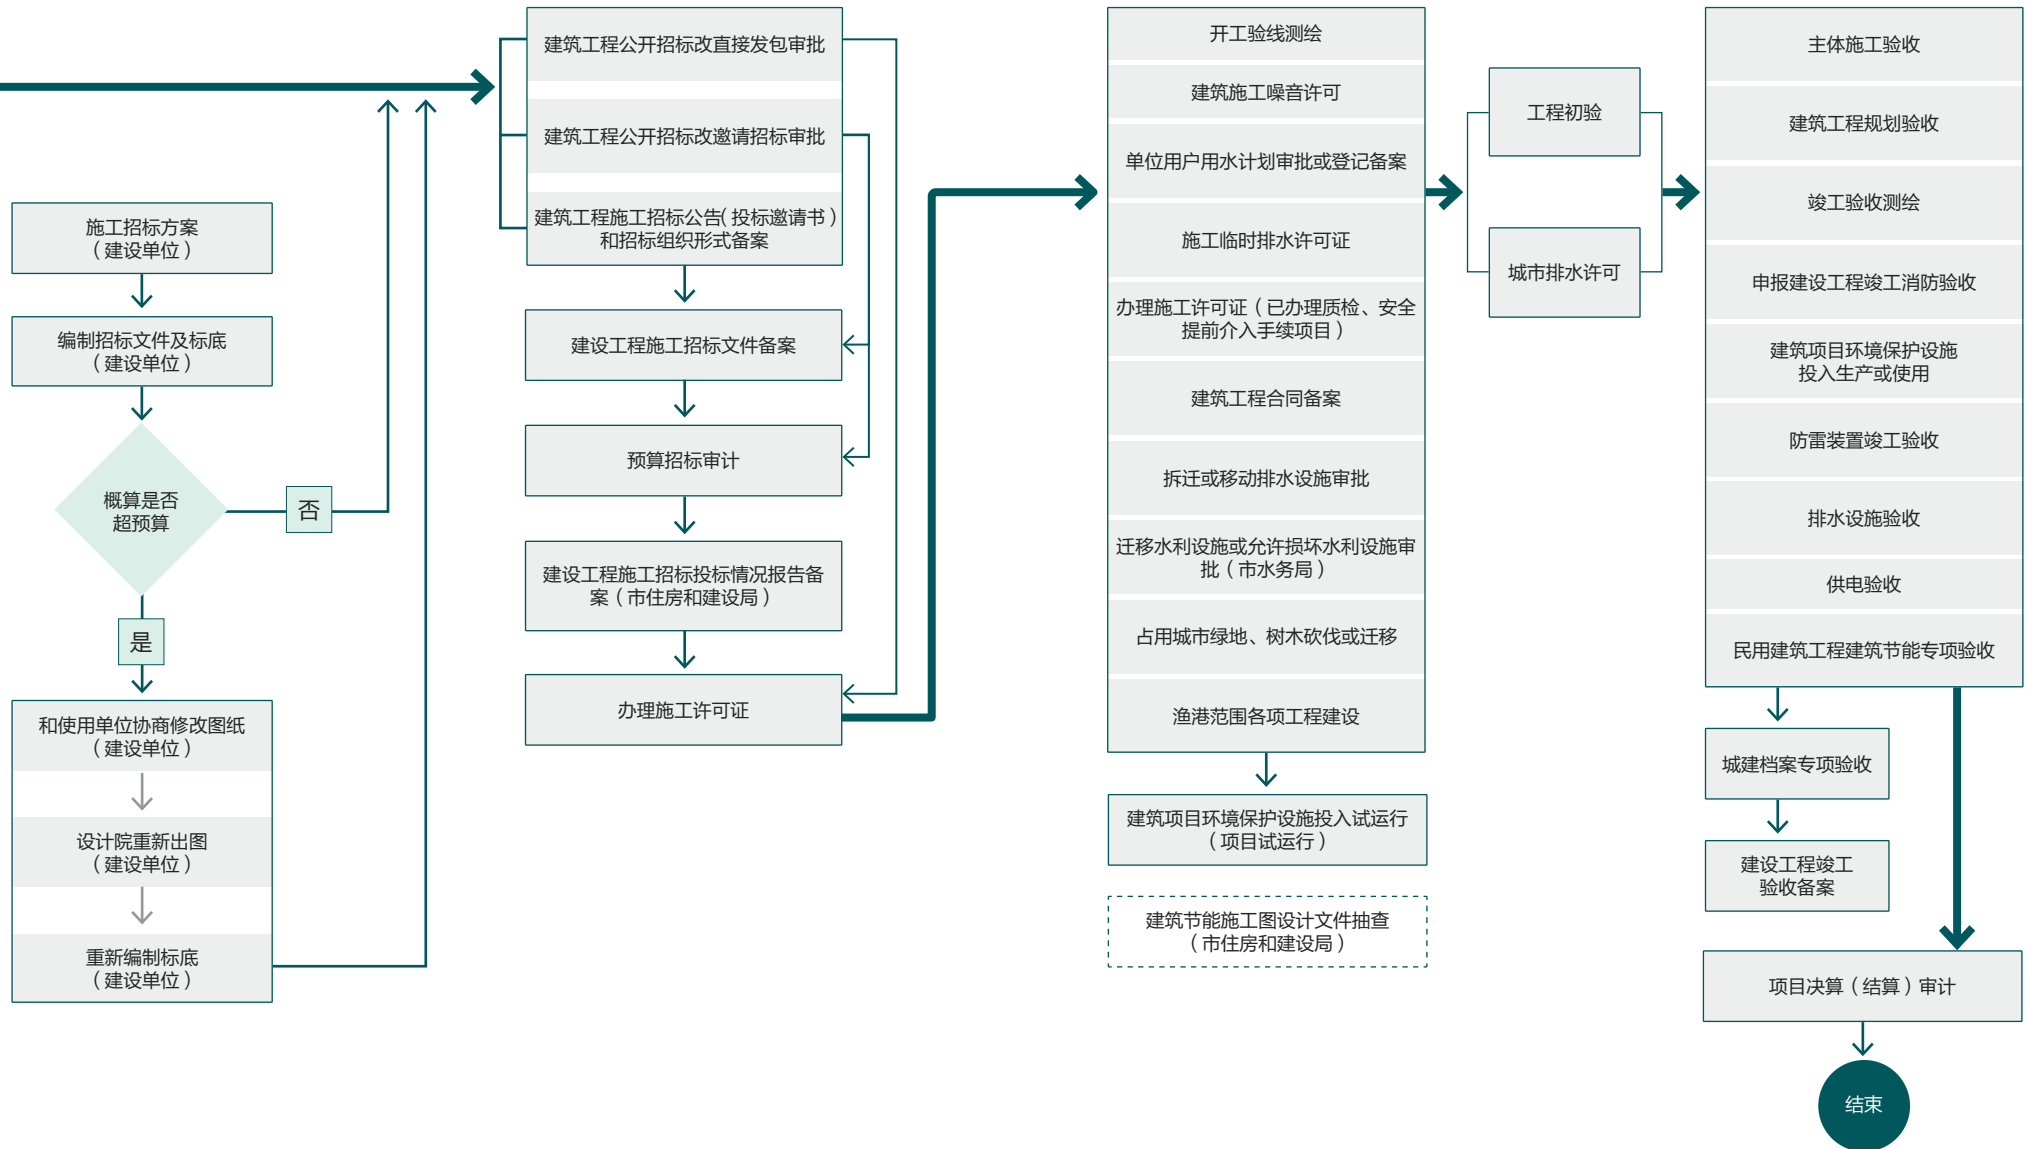 施工招标方案
（建设单位）
编制招标文件及标底
（建设单位）
概算是否
超预算
否
是
和使用单位协商修改图纸
（建设单位）
设计院重新出图
（建设单位）
重新编制标底
（建设单位）
建筑工程公开招标改直接发包审批
建筑工程公开招标改邀请招标审批
建筑工程施工招标公告（投标邀请书）
和招标组织形式备案
建设工程施工招标文件备案
预算招标审计
建设工程施工招标投标情况报告备
案（市住房和建设局）
办理施工许可证
开工验线测绘
建筑施工噪音许可
单位用户用水计划审批或登记备案
施工临时排水许可证
办理施工许可证（已办理质检、安全
提前介入手续项目）
建筑工程合同备案
拆迁或移动排水设施审批
迁移水利设施或允许损坏水利设施审
批（市水务局）
占用城市绿地、树木砍伐或迁移
渔港范围各项工程建设
建筑项目环境保护设施投入试运行
（项目试运行）
建筑节能施工图设计文件抽查
（市住房和建设局）
工程初验
城市排水许可
主体施工验收
建筑工程规划验收
竣工验收测绘
申报建设工程竣工消防验收
建筑项目环境保护设施
投入生产或使用
防雷装置竣工验收
排水设施验收
供电验收
民用建筑工程建筑节能专项验收
城建档案专项验收
建设工程竣工
验收备案
项目决算（结算）审计
结束